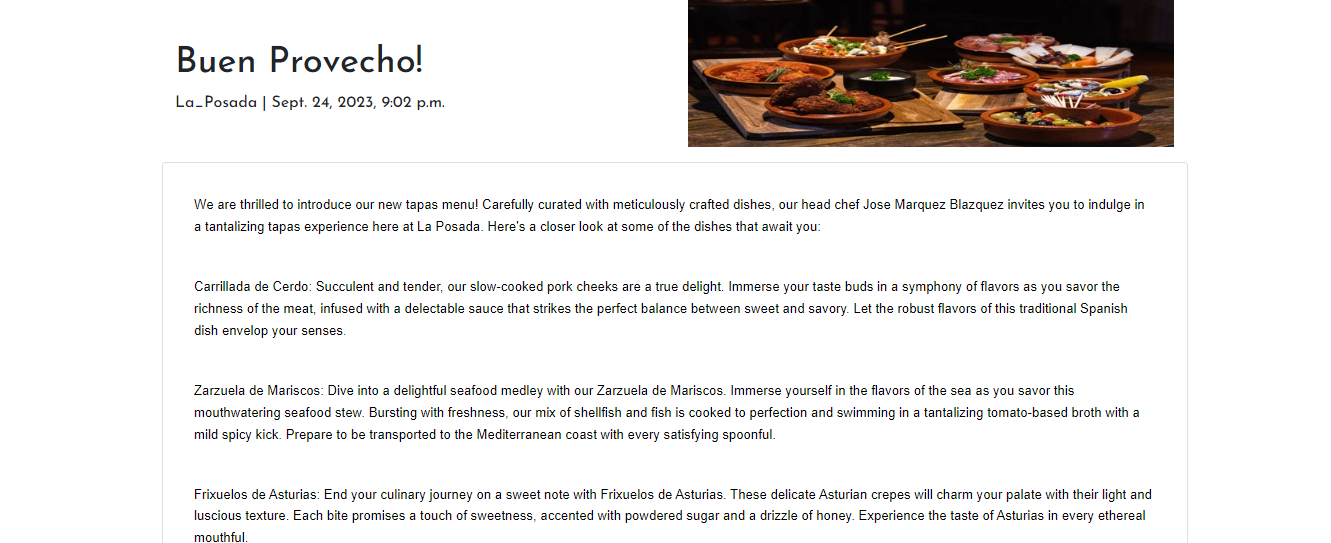 Buen Provecho!
La_Posada | Sept. 24, 2023, 9:02 p.m.
We are thrilled to introduce our new tapas menu! Carefully curated with meticulously crafted dishes, our head chef Jose Marquez Blazquez invites you to indulge in
a tantalizing tapas experience here at La Posada. Here's a closer look at some of the dishes that await you:
Carrillada de Cerdo: Succulent and tender, our slow-cooked pork cheeks are a true delight. Immerse your taste buds in a symphony of flavors as you savor the
richness of the meat, infused with a delectable sauce that strikes the perfect balance between sweet and savory. Let the robust flavors of this traditional Spanish
dish envelop your senses.
Zarzuela de Mariscos: Dive into a delightful seafood medley with our Zarzuela de Mariscos. Immerse yourself in the flavors of the sea as you savor this
mouthwatering seafood stew. Bursting with freshness, our mix of shellfish and fish is cooked to perfection and swimming in a tantalizing tomato-based broth with a
mild spicy kick. Prepare to be transported to the Mediterranean coast with every satisfying spoonful.
Frixuelos de Asturias: End your culinary journey on a sweet note with Frixuelos de Asturias. These delicate Asturian crepes will charm your palate with their light and
luscious texture. Each bite promises a touch of sweetness, accented with powdered sugar and a drizzle of honey. Experience the taste of Asturias in every ethereal
mouthful.